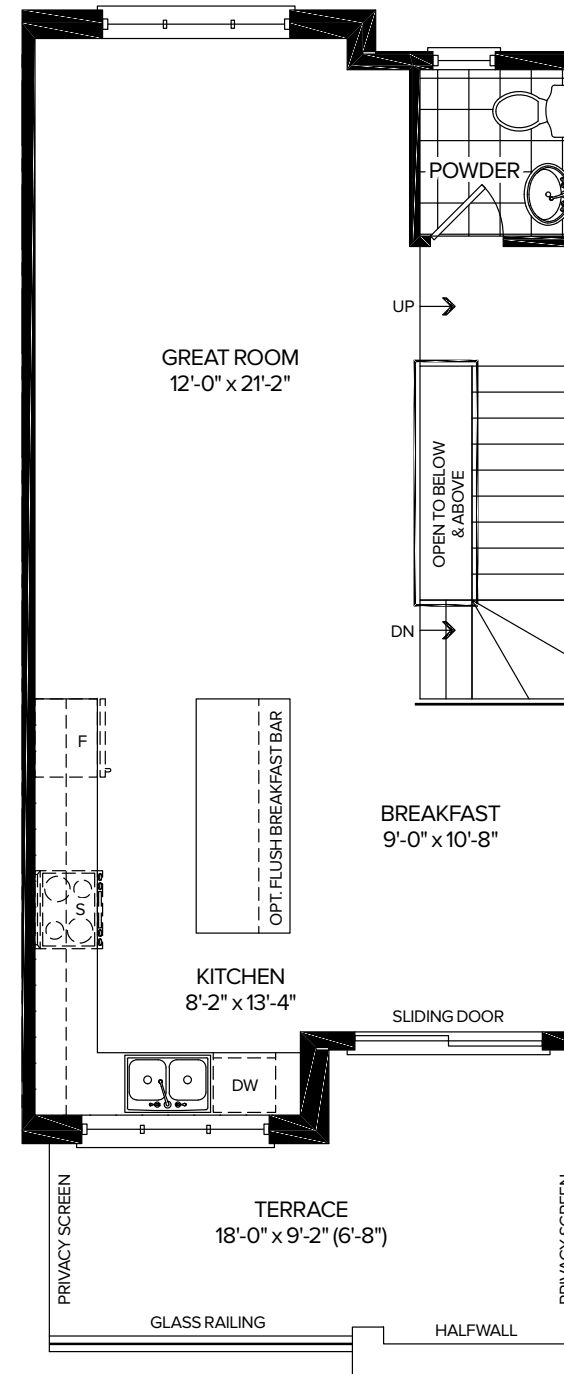 POWDER
UP
GREAT ROOM
12'-0" x 21'-2"
OPEN TO BELOW
& ABOVE
DN
F
OPT. FLUSH BREAKFAST BAR
BREAKFAST
9'-0" x 10'-8"
S
KITCHEN
8'-2" x 13'-4"
SLIDING DOOR
DW
PRIVACY SCREEN
TERRACE
18'-0" x 9'-2" (6'-8")
PRIVACY SCREEN
GLASS RAILING
HALFWALL